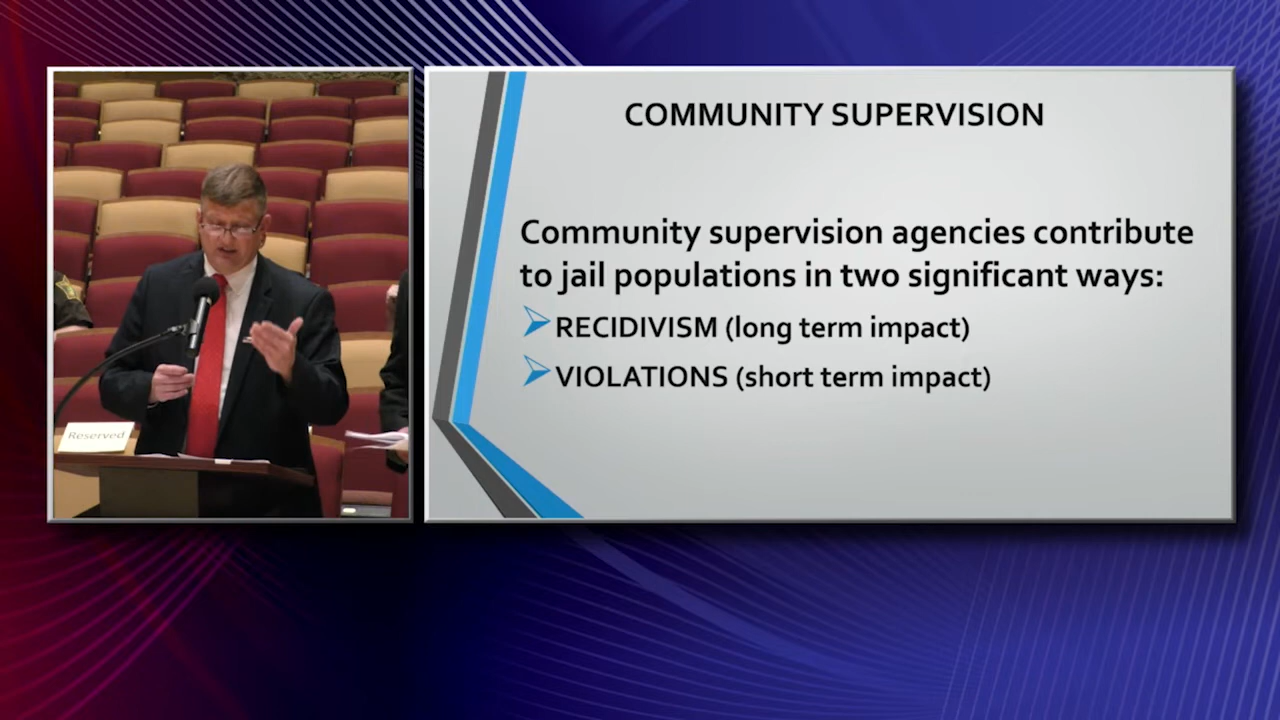 COMMUNITY SUPERVISION
Community supervision agencies contribute
to jail populations in two significant ways:
RECIDIVISM (long term impact)
VIOLATIONS (short term impact)
Reserved